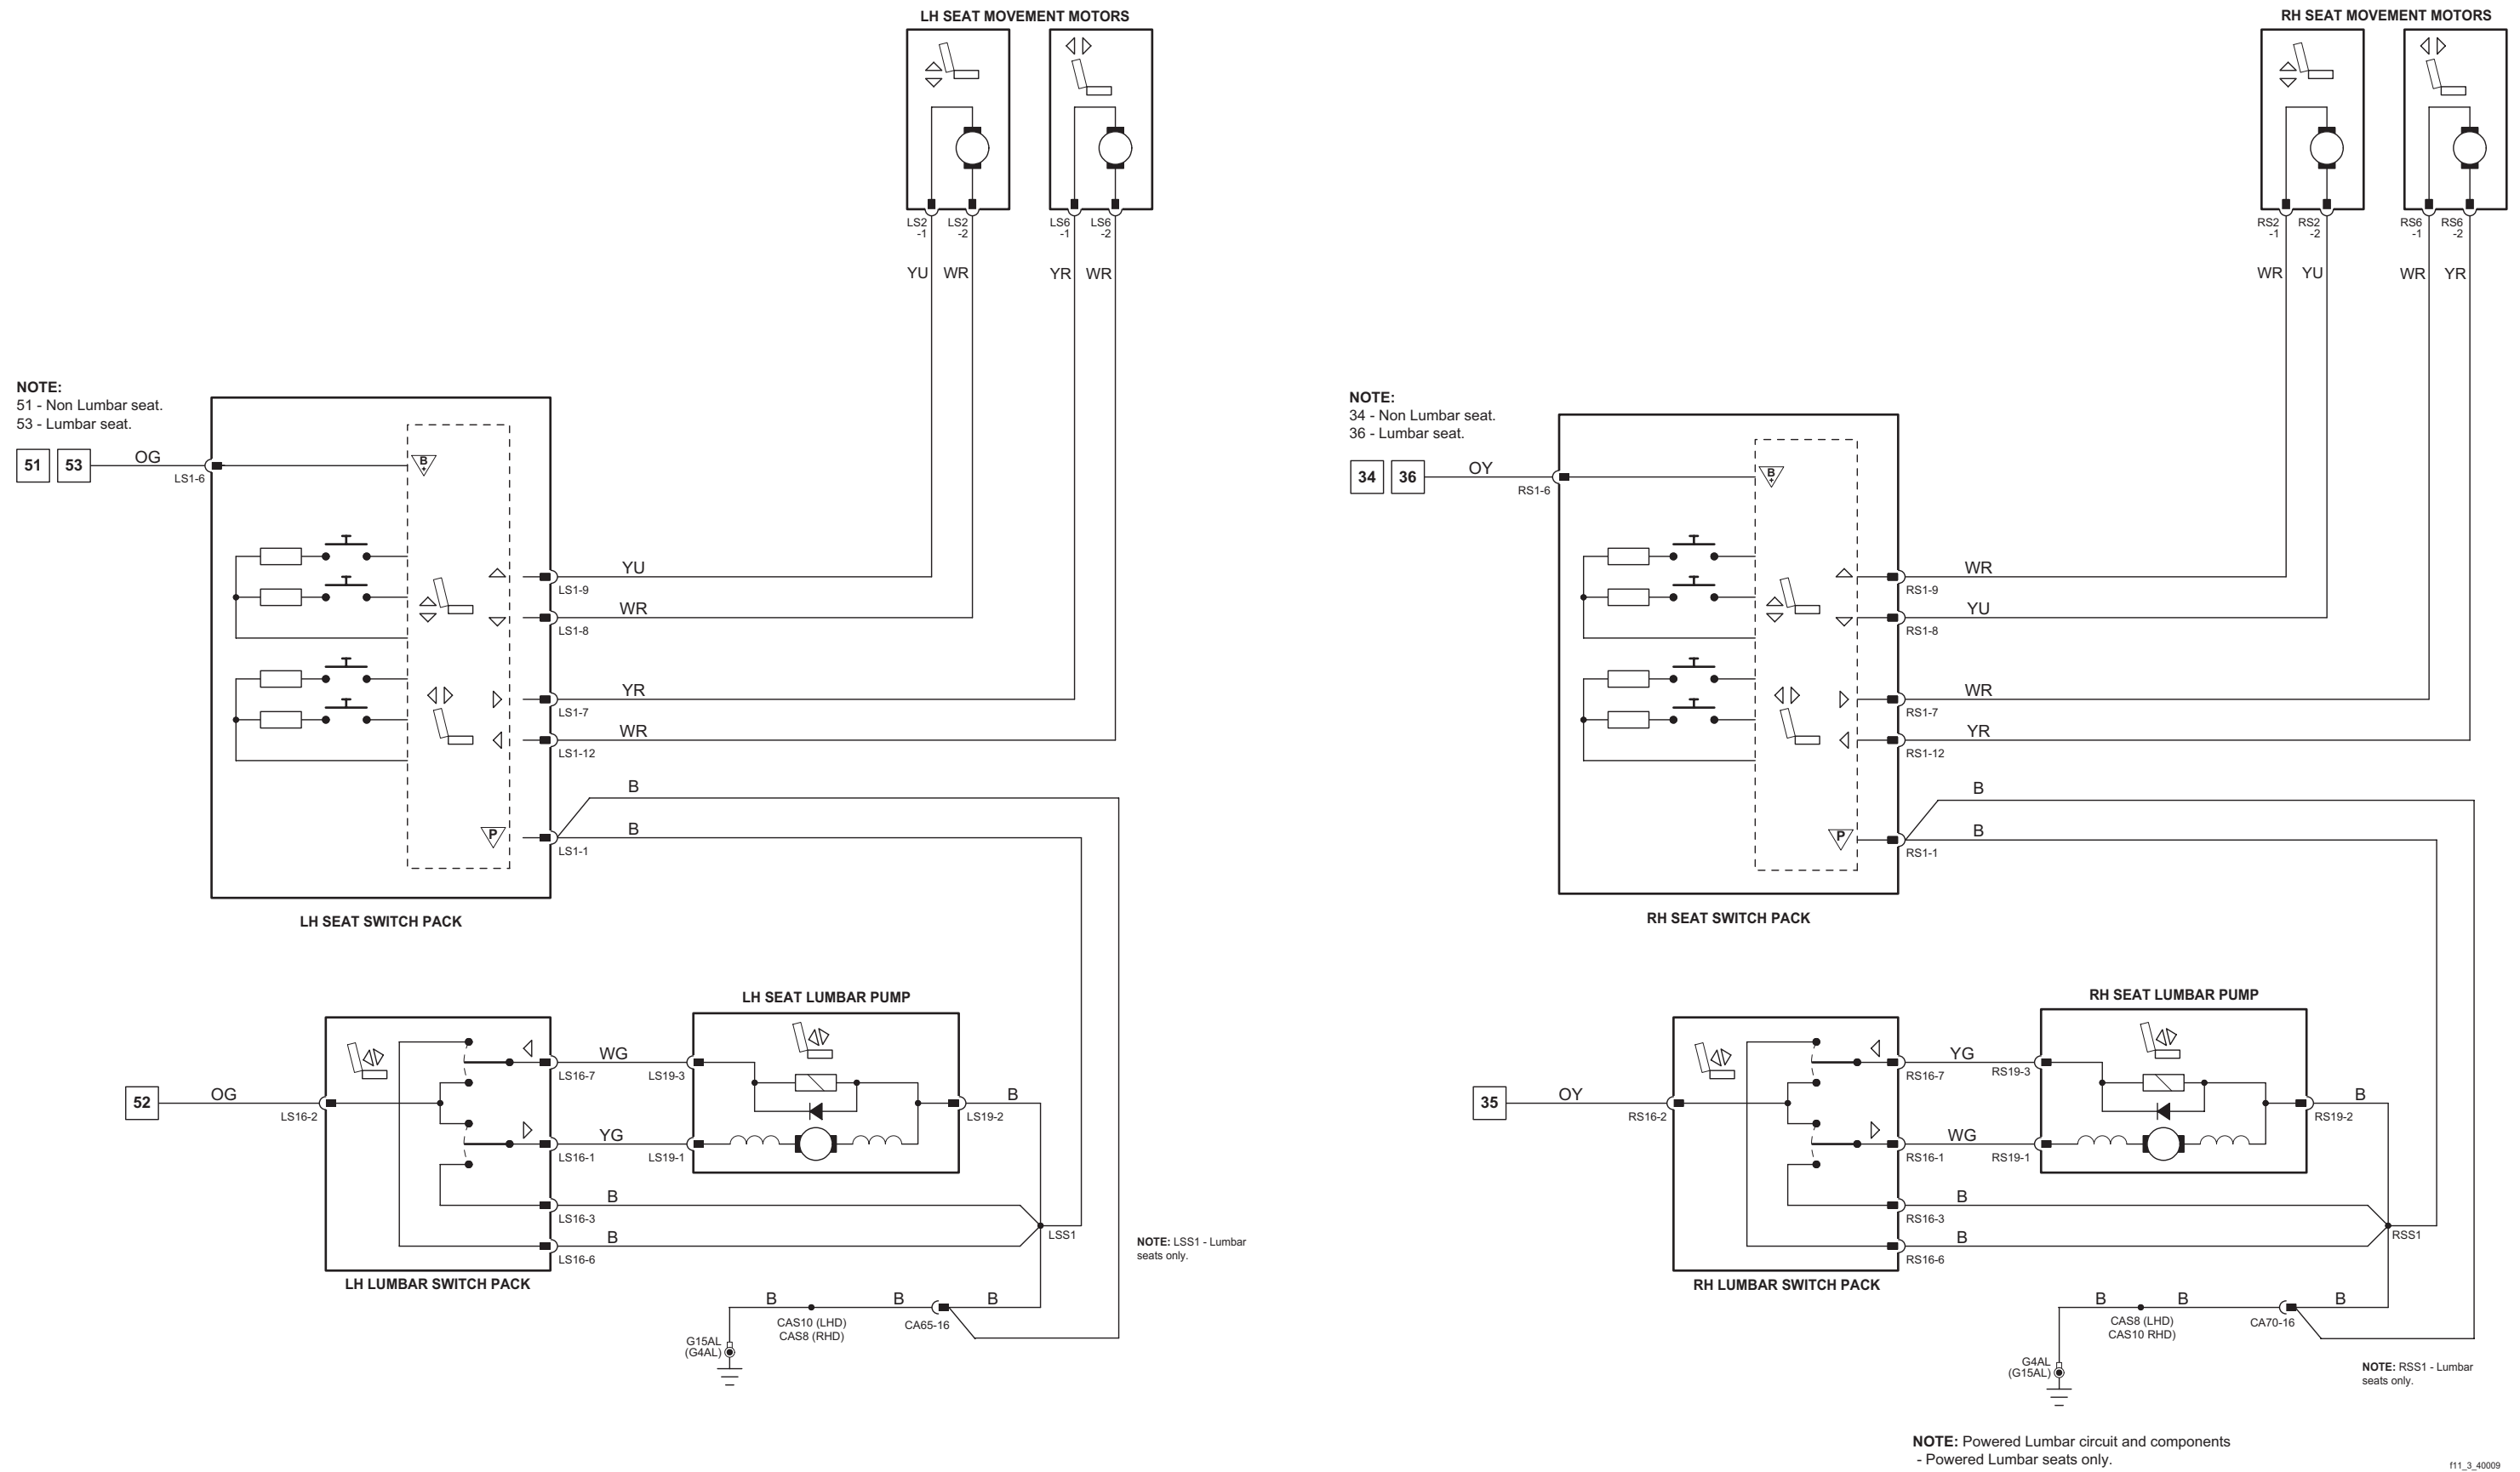 LH SEAT MOVEMENT MOTORS
LS2
-1
LS2
-2
LS6
-1
LS6
-2
YU
WR
YR
WR
NOTE:
51 - Non Lumbar seat.
53 - Lumbar seat.
51
53
OG
LS1-6
B
+
YU
LS1-9
WR
LS1-8
YR
LS1-7
WR
LS1-12
B
B
P
LS1-1
LH SEAT SWITCH PACK
LH SEAT LUMBAR PUMP
52
OG
LS16-2
WG
LS16-7
LS19-3
YG
LS16-1
LS19-1
B
LS19-2
B
LS16-3
B
LS16-6
LSS1
LH LUMBAR SWITCH PACK
NOTE: LSS1 - Lumbar
seats only.
B
B
B
CAS10 (LHD)
CAS8 (RHD)
CA65-16
G15AL
(G4AL)
RH SEAT MOVEMENT MOTORS
RS2
-1
RS2
-2
RS6
-1
RS6
-2
WR
YU
WR
YR
NOTE:
34 - Non Lumbar seat.
36 - Lumbar seat.
34
36
OY
RS1-6
B
+
WR
RS1-9
YU
RS1-8
WR
RS1-7
YR
RS1-12
B
B
P
RS1-1
RH SEAT SWITCH PACK
RH SEAT LUMBAR PUMP
35
OY
RS16-2
YG
RS16-7
RS19-3
WG
RS16-1
RS19-1
B
RS19-2
B
RS16-3
B
RS16-6
RSS1
RH LUMBAR SWITCH PACK
B
B
B
CAS8 (LHD)
CAS10 RHD)
CA70-16
G4AL
(G15AL)
NOTE: RSS1 - Lumbar
seats only.
NOTE: Powered Lumbar circuit and components
- Powered Lumbar seats only.
f11_3_40009